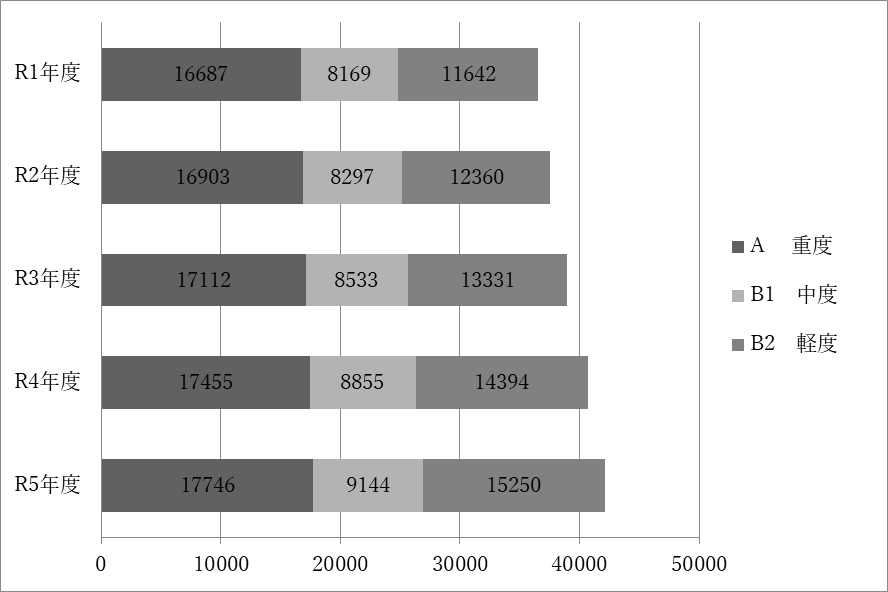 R1年度 16687 8169 11642
R2年度 16903 8297 12360
R3年度 17112 8533 13331
R4年度 17455 8855 14394
R5年度 17746 9144 15250
0 10000 20000 30000 40000 50000
A 重度
B1 中度
B2 軽度